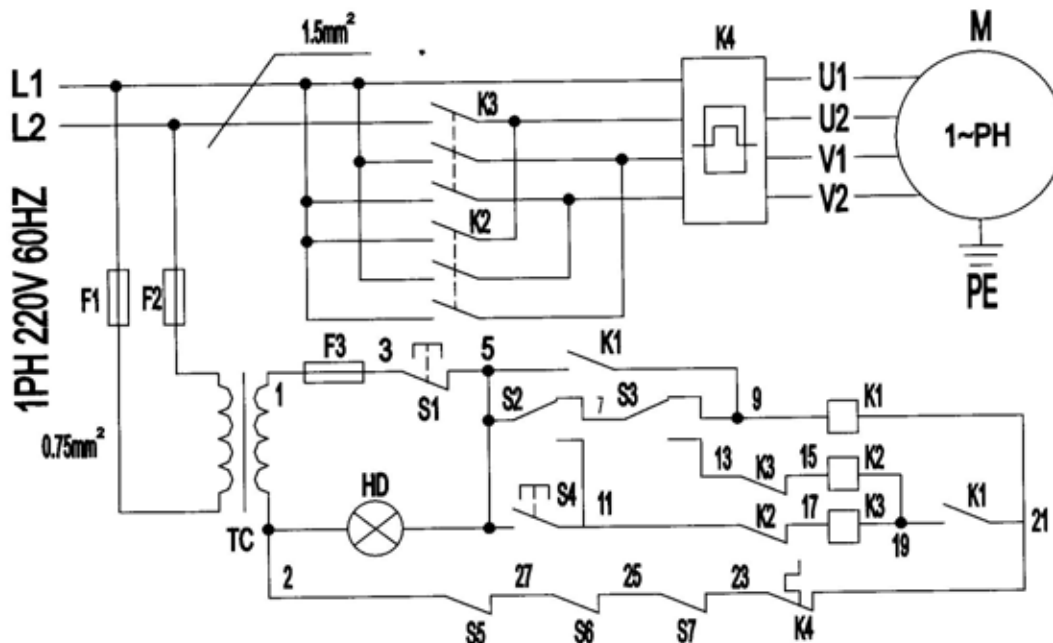 1.5mm²
K4
M
L1
U1
K3
L2
U2
1~PH
V1
V2
K2
PE
1PH 220V 60HZ
F1
F2
F3
3
5
K1
1
S1
S2
7
S3
9
K1
0.75mm²
13
K3
15
K2
HD
S4
11
K2
17
K3
K1
TC
19
21
2
27
25
23
S5
S6
S7
K4